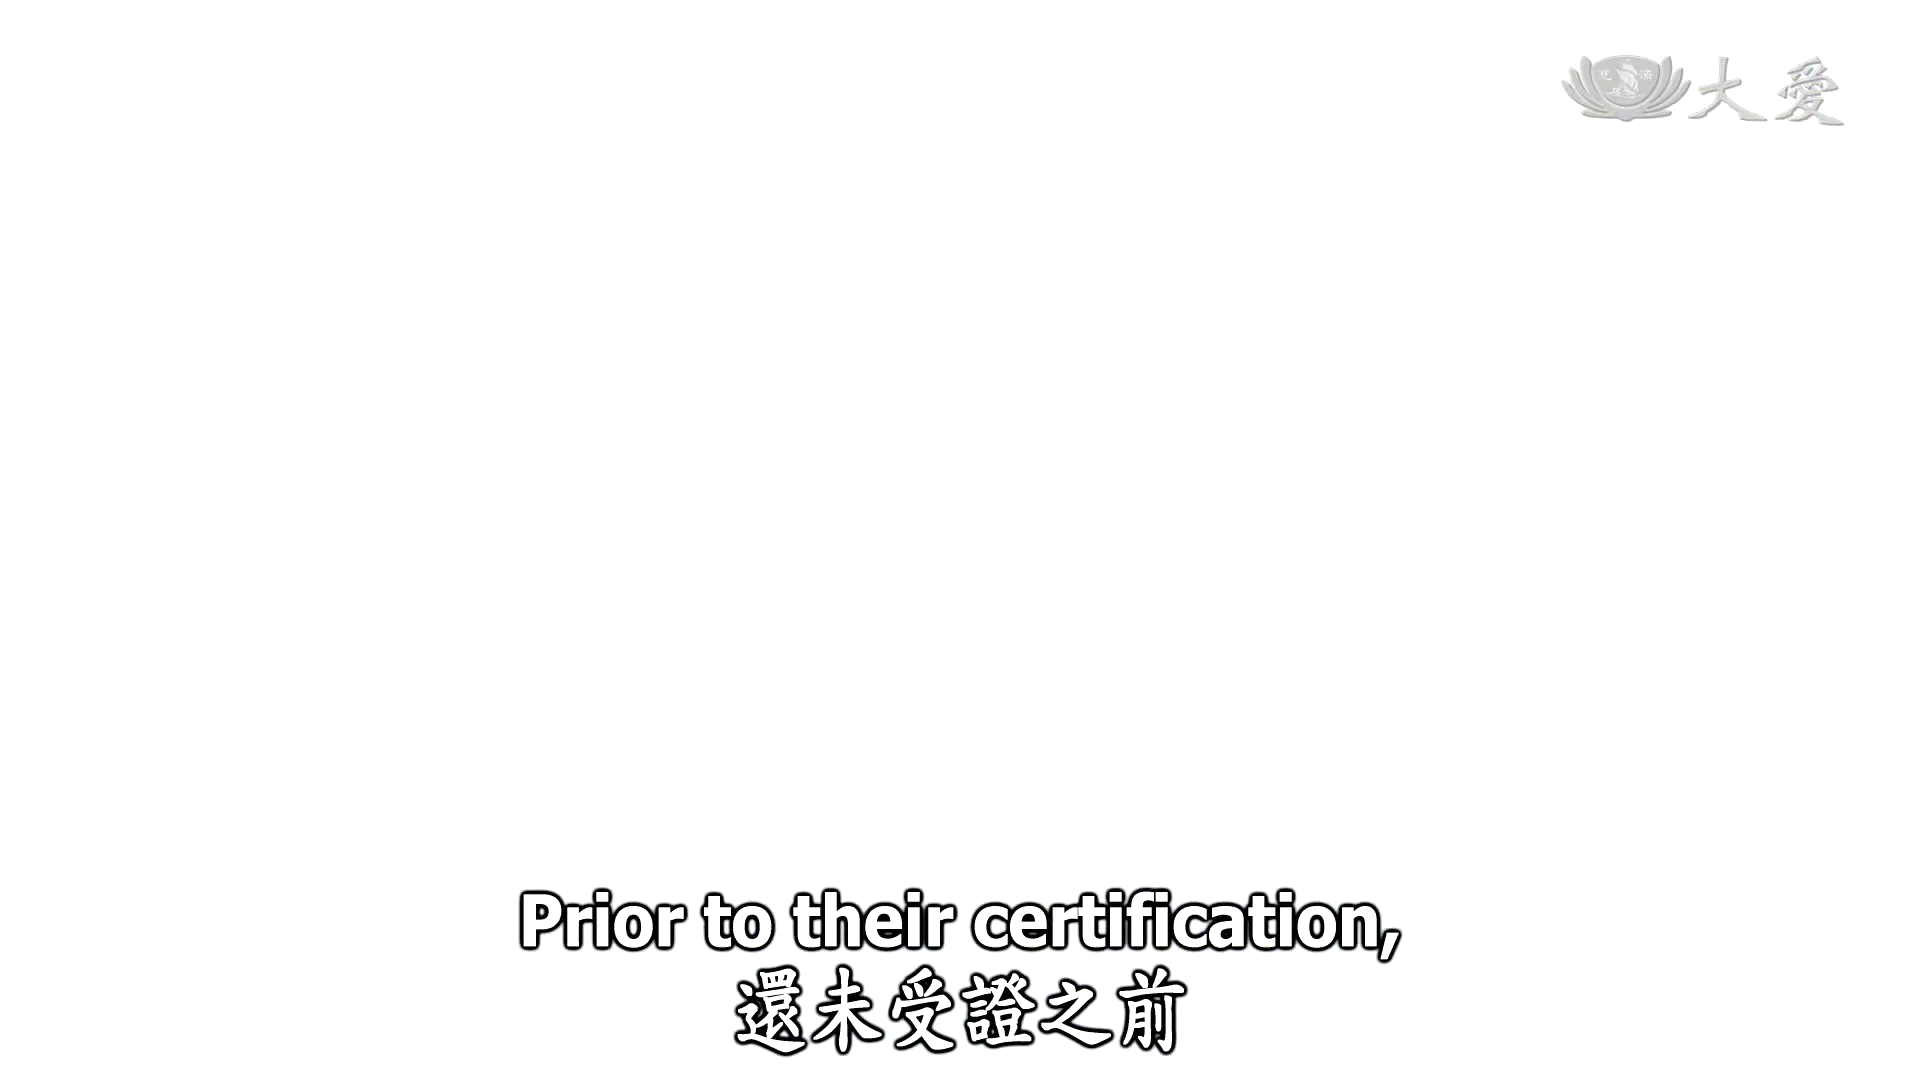 大愛
Prior to their certification,
還未受證之前